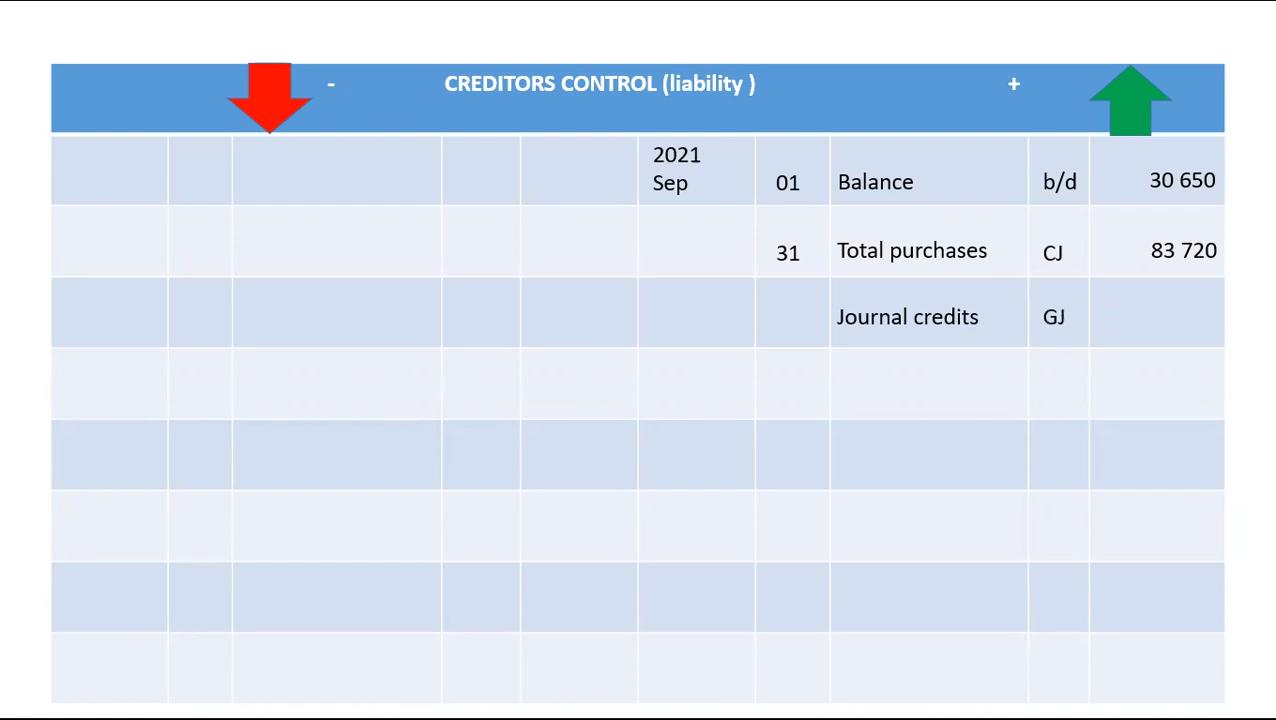 - CREDITORS CONTROL (liability ) +
2021
Sep 01 Balance b/d 30 650
31 Total purchases CJ 83 720
Journal credits GJ